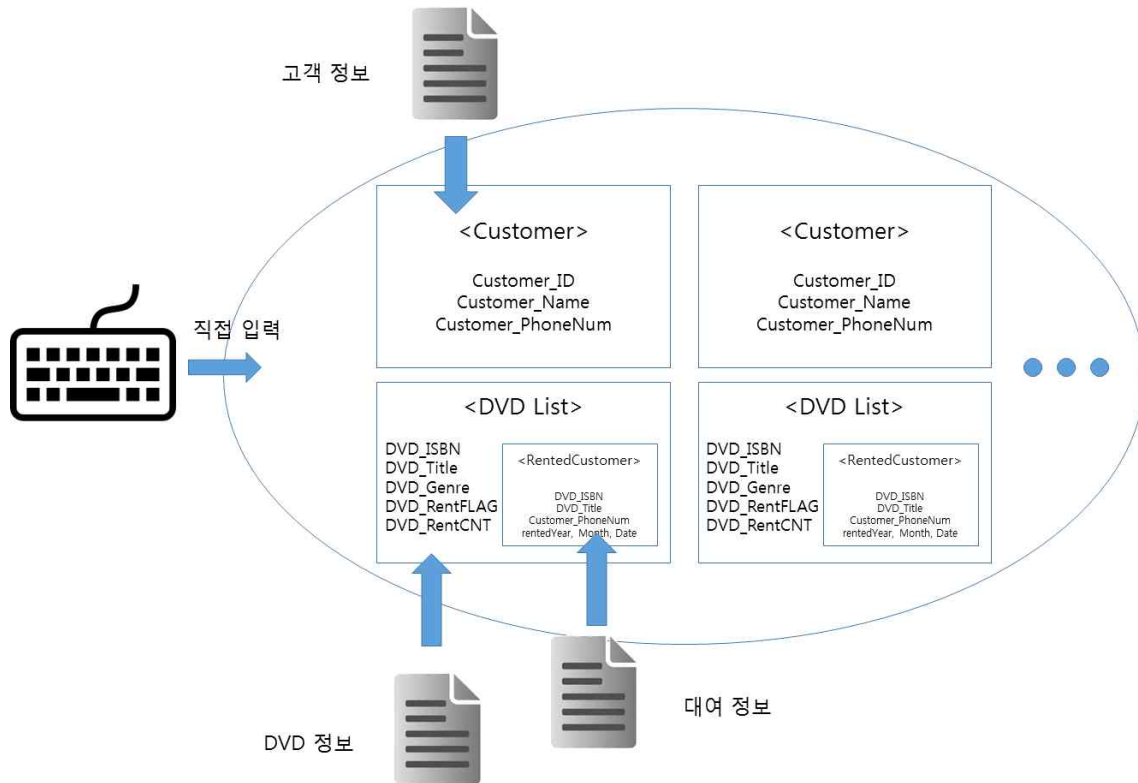 고객 정보
<Customer>
Customer_ID
Customer_Name
Customer_PhoneNum
<Customer>
Customer_ID
Customer_Name
Customer_PhoneNum
직접 입력
<DVD List>
DVD_ISBN
DVD_Title
DVD_Genre
DVD_RentFLAG
DVD_RentCNT
<RentedCustomer>
DVD_ISBN
DVD_Title
Customer_PhoneNum
rentedYear, Month, Date
<DVD List>
DVD_ISBN
DVD_Title
DVD_Genre
DVD_RentFLAG
DVD_RentCNT
<RentedCustomer>
DVD_ISBN
DVD_Title
Customer_PhoneNum
rentedYear, Month, Date
DVD 정보
대여 정보